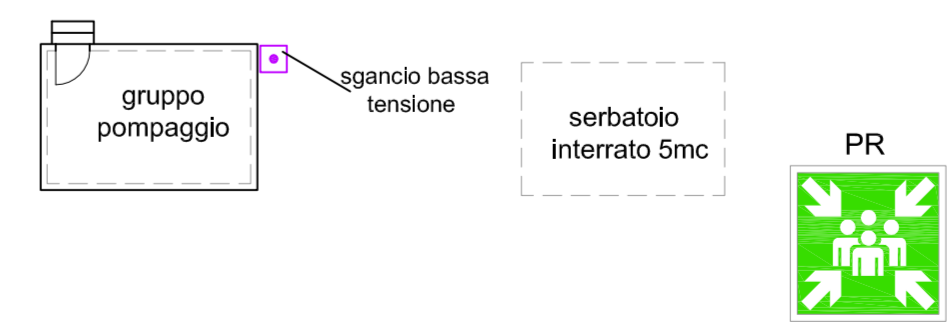 gruppo
pompaggio
sgancio bassa
tensione
serbatoio
interrato 5mc
PR